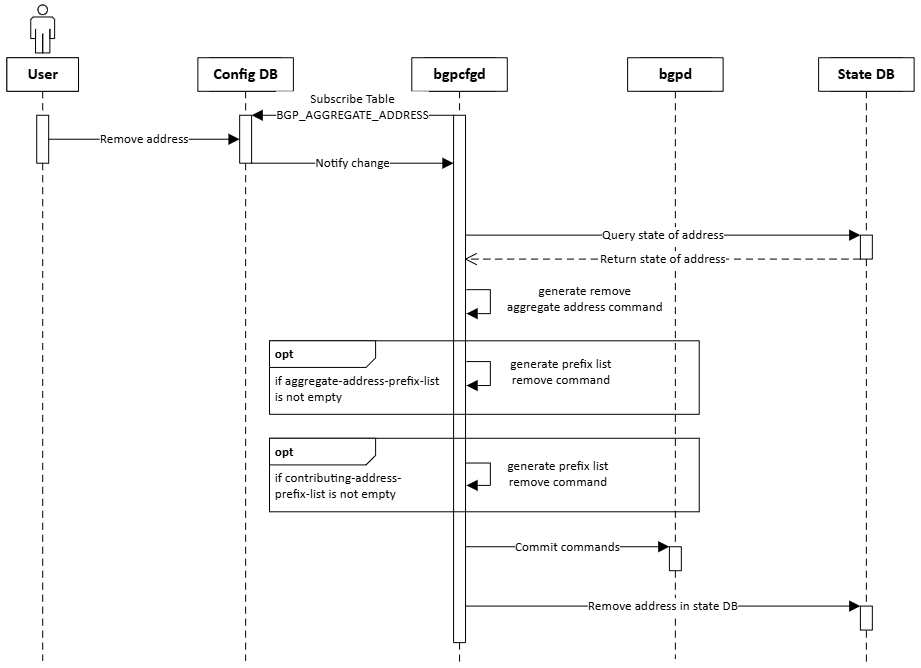 User
Config DB
bgpcfgd
bgpd
State DB
Subscribe Table
BGP_AGGREGATE_ADDRESS
Remove address
Notify change
Query state of address
Return state of address
generate remove
aggregate address command
opt
if aggregate-address-prefix-list
is not empty
generate prefix list
remove command
opt
if contributing-address-
prefix-list is not empty
generate prefix list
remove command
Commit commands
Remove address in state DB